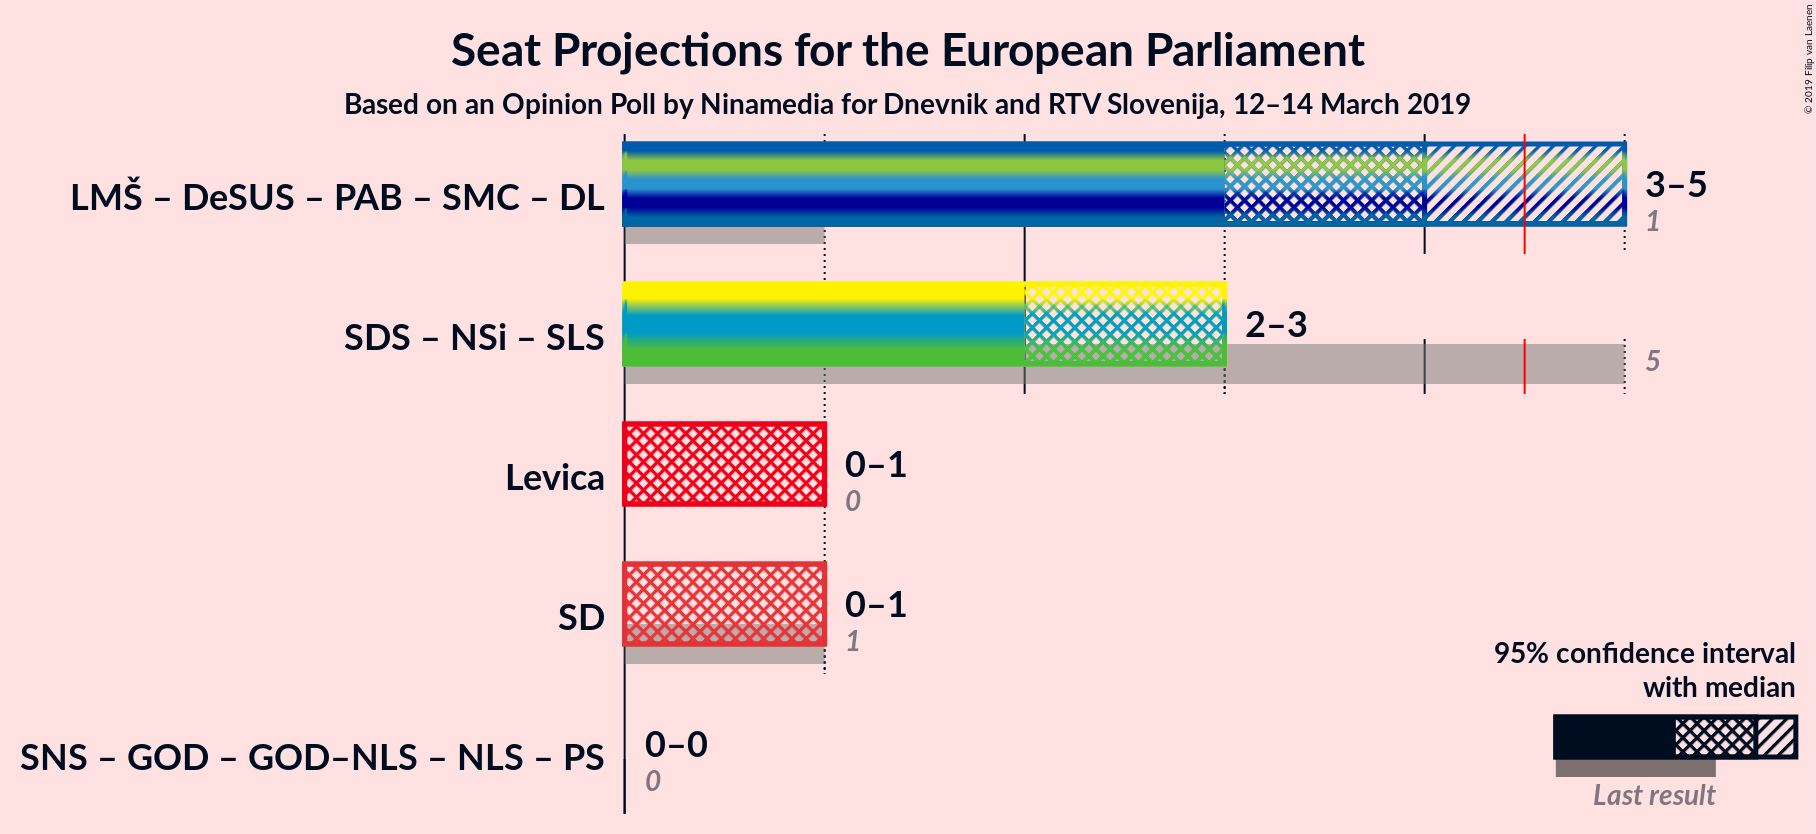 Seat Projections for the European Parliament
Based on an Opinion Poll by Ninamedia for Dnevnik and RTV Slovenija, 12–14 March 2019
© 2019 Filip van Laenen
LMŠ – DeSUS – PAB – SMC – DL
3–5
1
SDS – NSi – SLS
2–3
5
Levica
0–1
0
SD
0–1
1
SNS – GOD – GOD–NLS – NLS – PS
0–0
0
95% confidence interval
with median
Last result